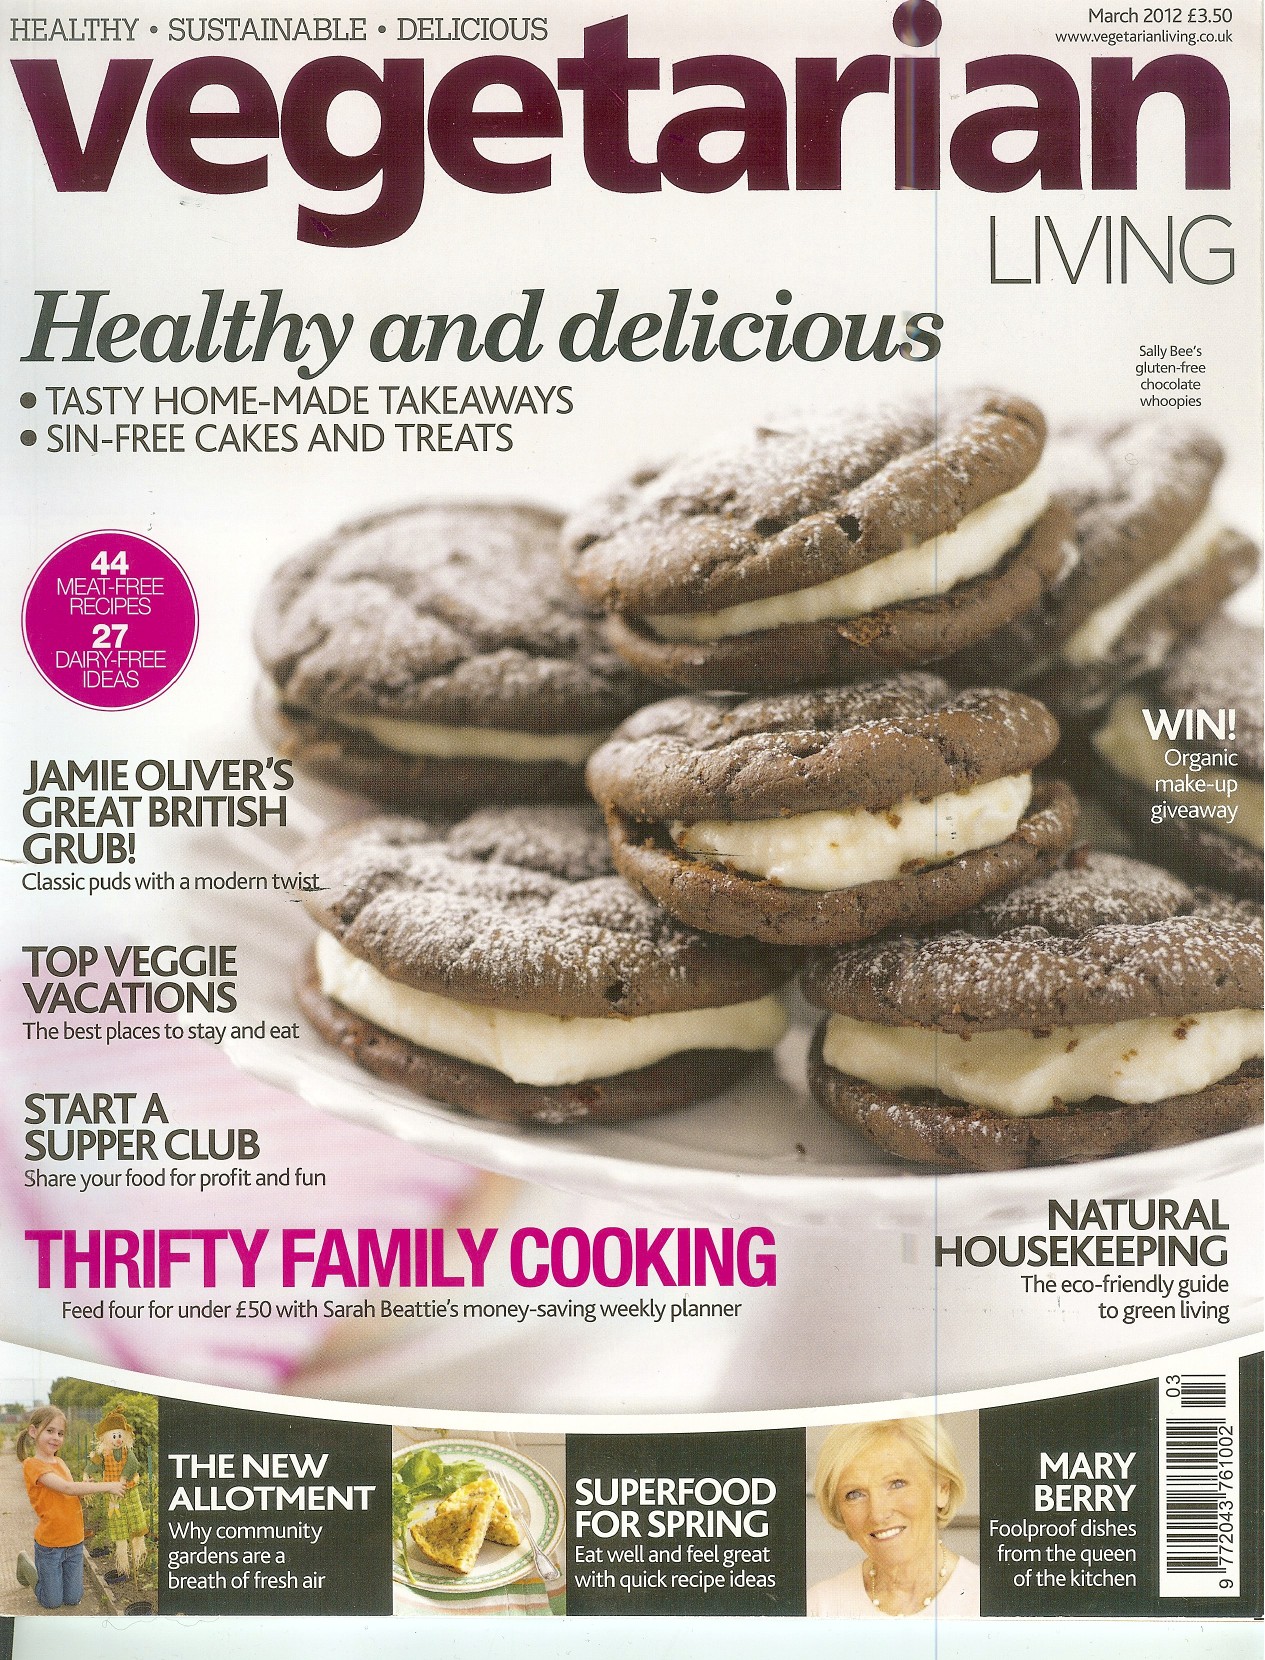 HEALTHY • SUSTAINABLE • DELICIOUS
March 2012 £3.50
www.vegetarianliving.co.uk
vegetarian
LIVING
Healthy and delicious
• TASTY HOME-MADE TAKEAWAYS
• SIN-FREE CAKES AND TREATS
Sally Bee's
gluten-free
chocolate
whoopies
44
MEAT-FREE
RECIPES
27
DAIRY-FREE
IDEAS
WIN!
Organic
make-up
giveaway
JAMIE OLIVER'S
GREAT BRITISH
GRUB!
Classic puds with a modern twist
TOP VEGGIE
VACATIONS
The best places to stay and eat
START A
SUPPER CLUB
Share your food for profit and fun
THRIFTY FAMILY COOKING
Feed four for under £50 with Sarah Beattie's money-saving weekly planner
NATURAL
HOUSEKEEPING
The eco-friendly guide
to green living
THE NEW
ALLOTMENT
Why community
gardens are a
breath of fresh air
SUPERFOOD
FOR SPRING
Eat well and feel great
with quick recipe ideas
MARY
BERRY
Foolproof dishes
from the queen
of the kitchen
03
9 772043 761002